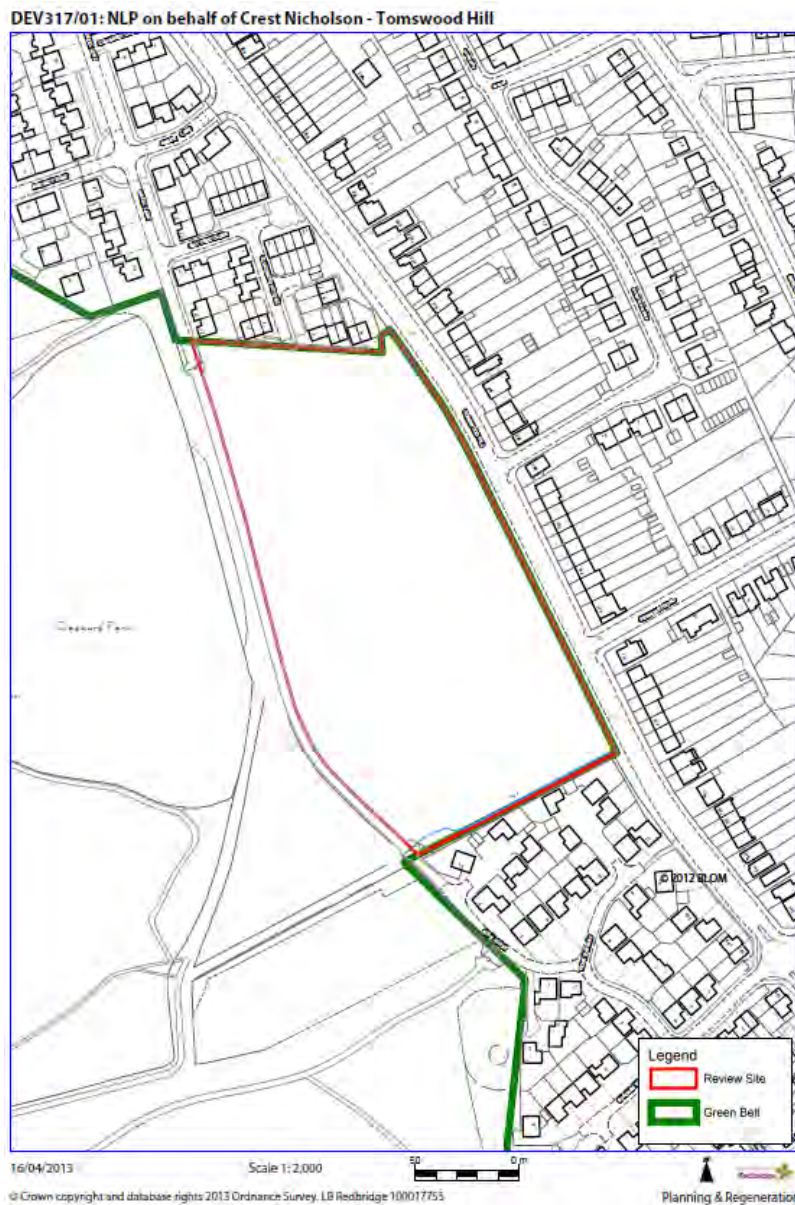 DEV317/01: NLP on behalf of Crest Nicholson - Tomswood Hill
© 2012 BLOM
Legend
Review Site
Green Belt
16/04/2013
Scale 1: 2,000
50
0 m
Planning & Regeneration
© Crown copyright and database rights 2013 Ordnance Survey. LB Redbridge 100017755